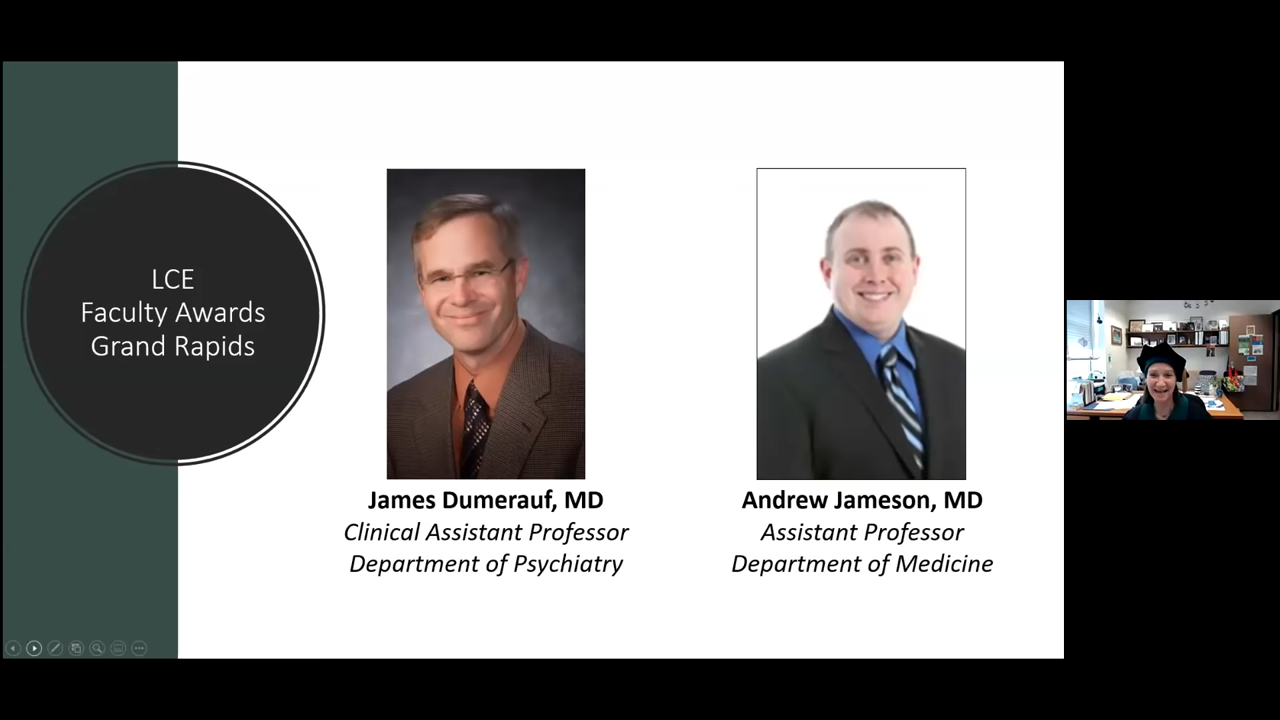 LCE
Faculty Awards
Grand Rapids
James Dumerauf, MD
Clinical Assistant Professor
Department of Psychiatry
Andrew Jameson, MD
Assistant Professor
Department of Medicine